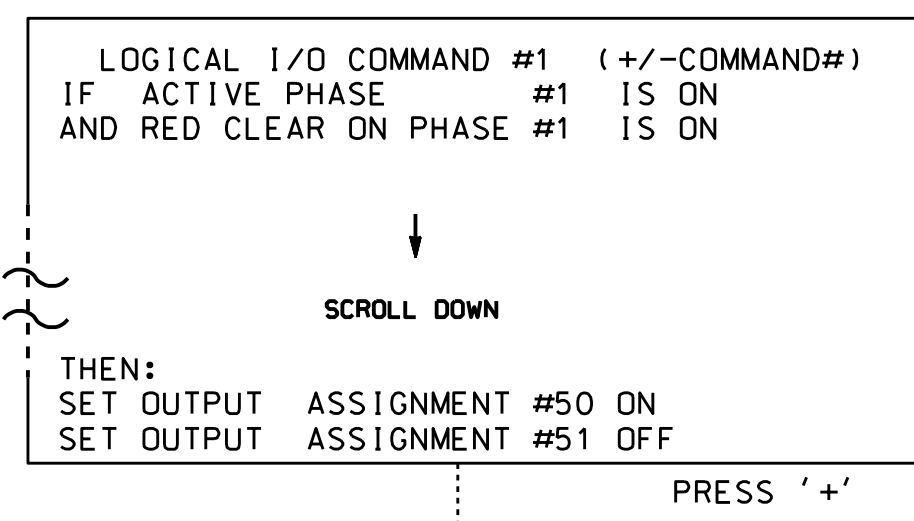 LOGICAL I/O COMMAND #1 (+/-COMMAND#)
IF ACTIVE PHASE #1 IS ON
AND RED CLEAR ON PHASE #1 IS ON
SCROLL DOWN
THEN:
SET OUTPUT ASSIGNMENT #50 ON
SET OUTPUT ASSIGNMENT #51 OFF
PRESS '+'